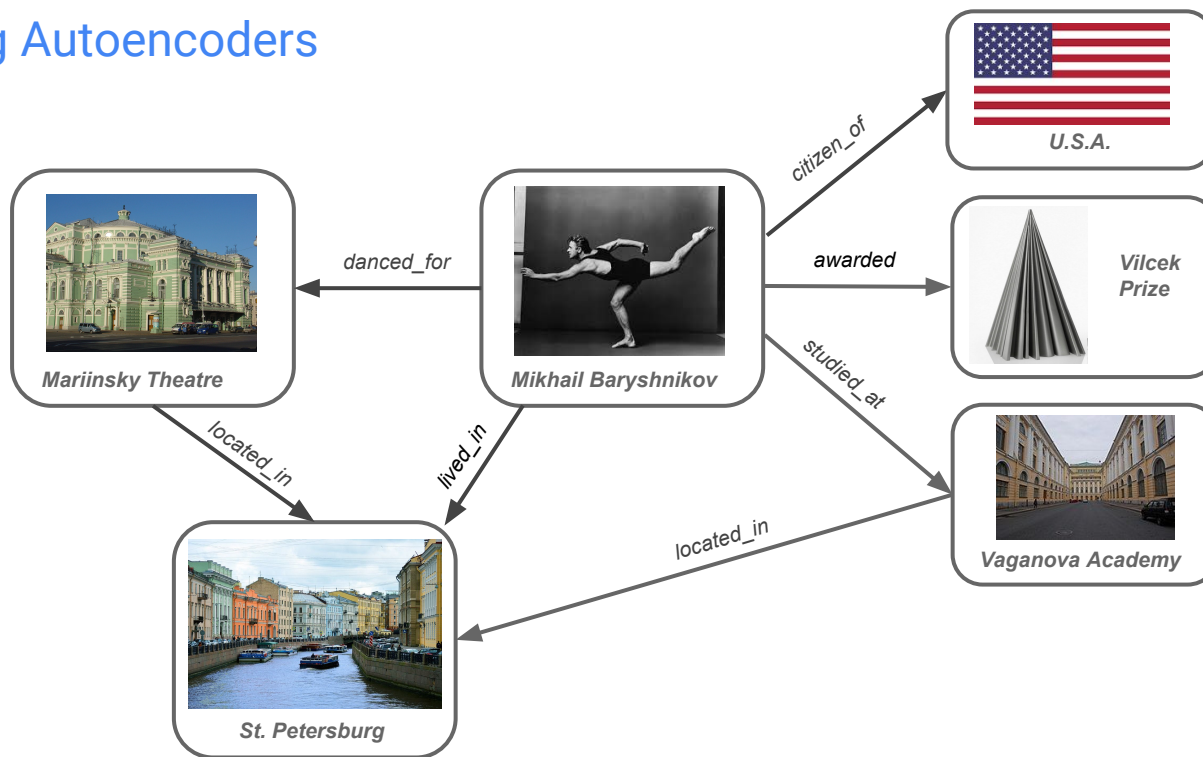 g Autoencoders
U.S.A.
citizen_of
danced_for
awarded
Vilcek
Prize
Mariinsky Theatre
Mikhail Baryshnikov
studied_at
located_in
lived_in
located_in
Vaganova Academy
St. Petersburg